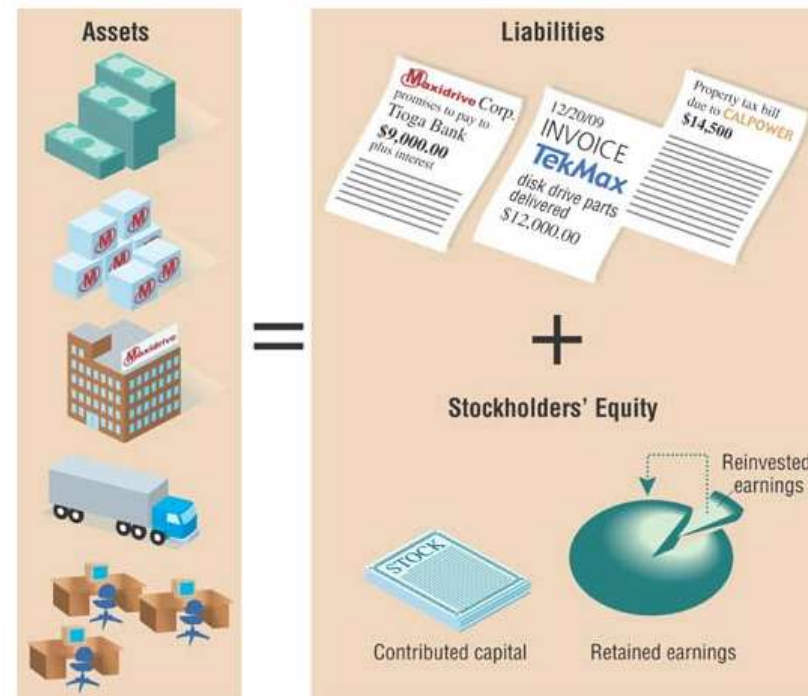 Assets
M
M
M
M
M
M
Maxidrive
=
Liabilities
Maxidrive Corp.
promises to pay to
Tioga Bank
$9,000.00
plus interest
12/20/09
INVOICE
TekMax
disk drive parts
delivered
$12,000.00
Property tax bill
due to CALPOWER
$14,500
+
Stockholders' Equity
Reinvested
earnings
STOCK
Contributed capital
Retained earnings